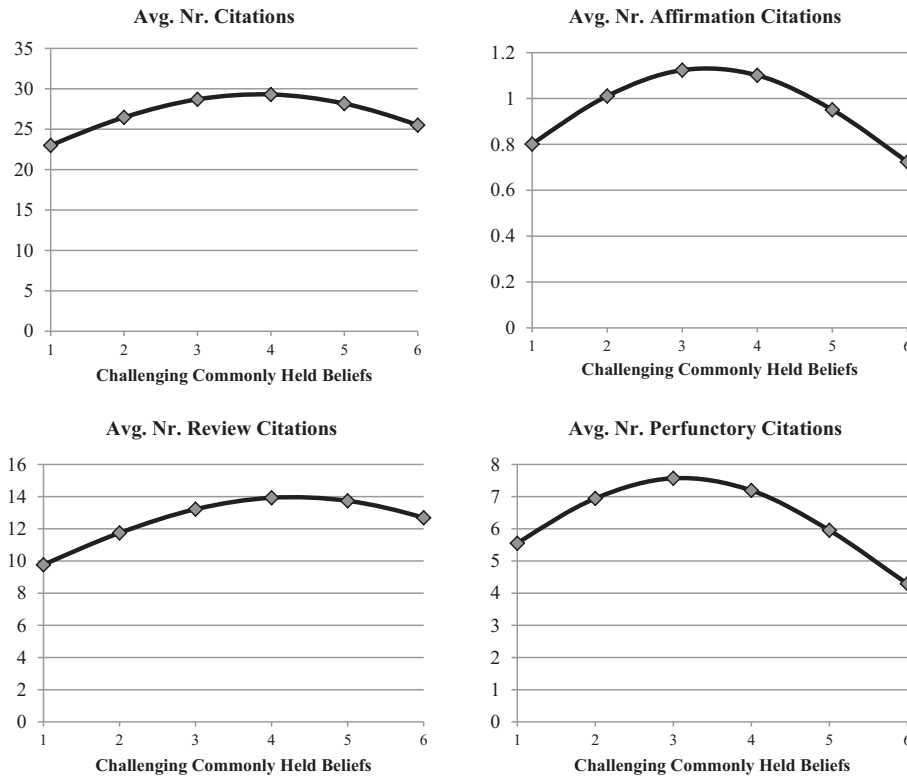 Avg. Nr. Citations
35
30
25
20
15
10
5
0
1 2 3 4 5 6
Challenging Commonly Held Beliefs
Avg. Nr. Affirmation Citations
1.2
1
0.8
0.6
0.4
0.2
0
1 2 3 4 5 6
Challenging Commonly Held Beliefs
Avg. Nr. Review Citations
16
14
12
10
8
6
4
2
0
1 2 3 4 5 6
Challenging Commonly Held Beliefs
Avg. Nr. Perfunctory Citations
8
7
6
5
4
3
2
1
0
1 2 3 4 5 6
Challenging Commonly Held Beliefs